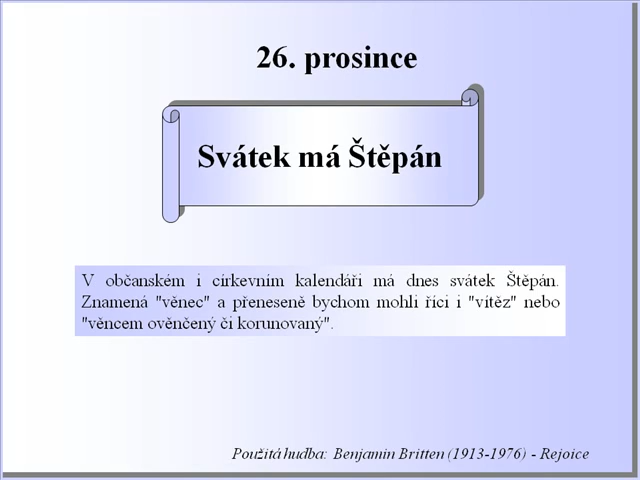 26. prosince
Svátek má Štěpán
V občanském i církevním kalendáři má dnes svátek Štěpán.
Znamená "věnec" a přeneseně bychom mohli říci i "vítěz" nebo
"věncem ověnčený či korunovaný".
Použitá hudba: Benjamin Britten (1913-1976) - Rejoice